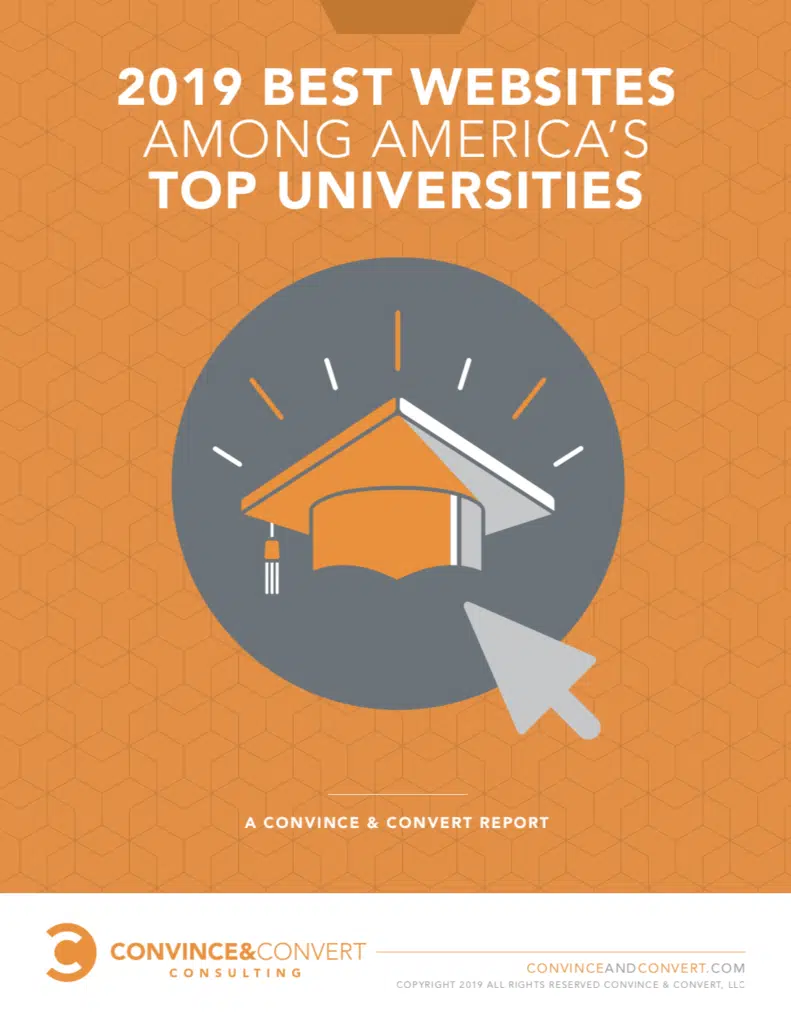 2019 BEST WEBSITES
AMONG AMERICA'S
TOP UNIVERSITIES
A CONVINCE & CONVERT REPORT
CONVINCE&CONVERT
CONSULTING
CONVINCEANDCONVERT.COM
COPYRIGHT 2019 ALL RIGHTS RESERVED CONVINCE & CONVERT, LLC